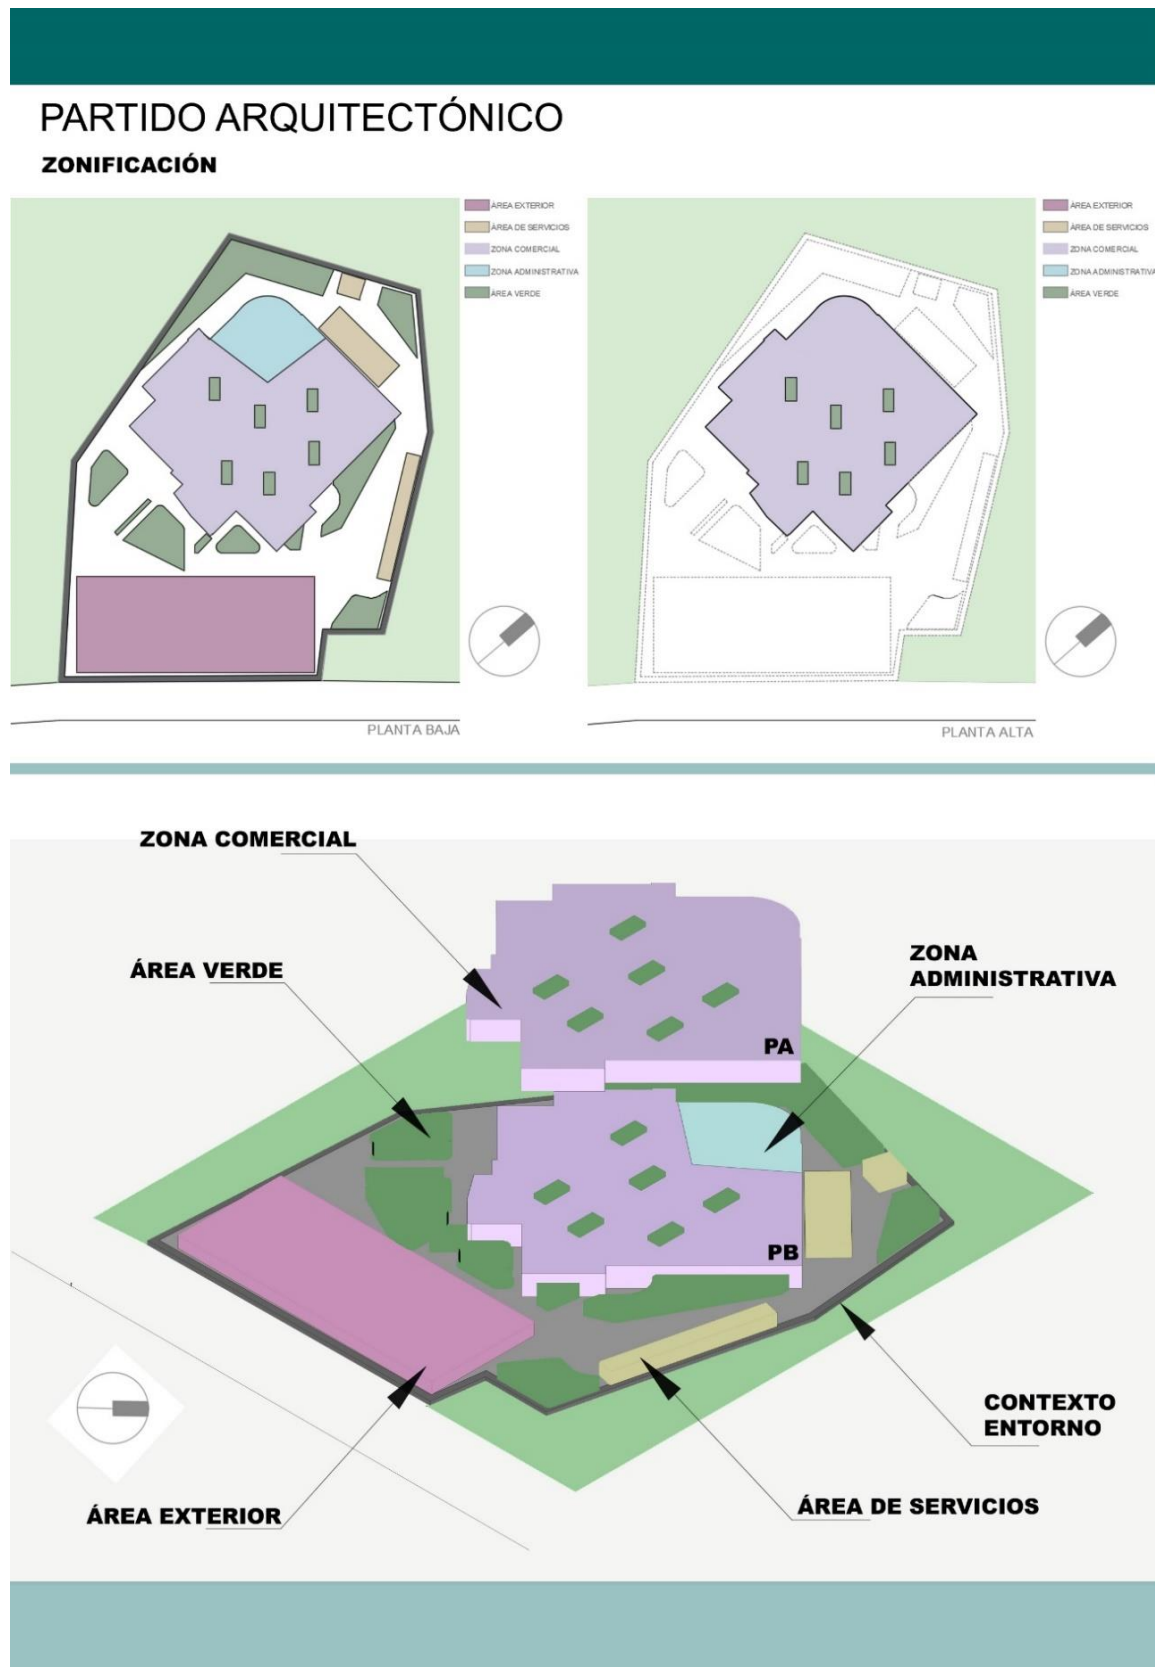 PARTIDO ARQUITECTÓNICO
ZONIFICACIÓN
ÁREA EXTERIOR
ÁREA DE SERVICIOS
ZONA COMERCIAL
ZONA ADMINISTRATIVA
ÁREA VERDE
PLANTA BAJA
ÁREA EXTERIOR
ÁREA DE SERVICIOS
ZONA COMERCIAL
ZONA ADMINISTRATIVA
ÁREA VERDE
PLANTA ALTA
ZONA COMERCIAL
ÁREA VERDE
ZONA
ADMINISTRATIVA
PA
PB
CONTEXTO
ENTORNO
ÁREA DE SERVICIOS
ÁREA EXTERIOR